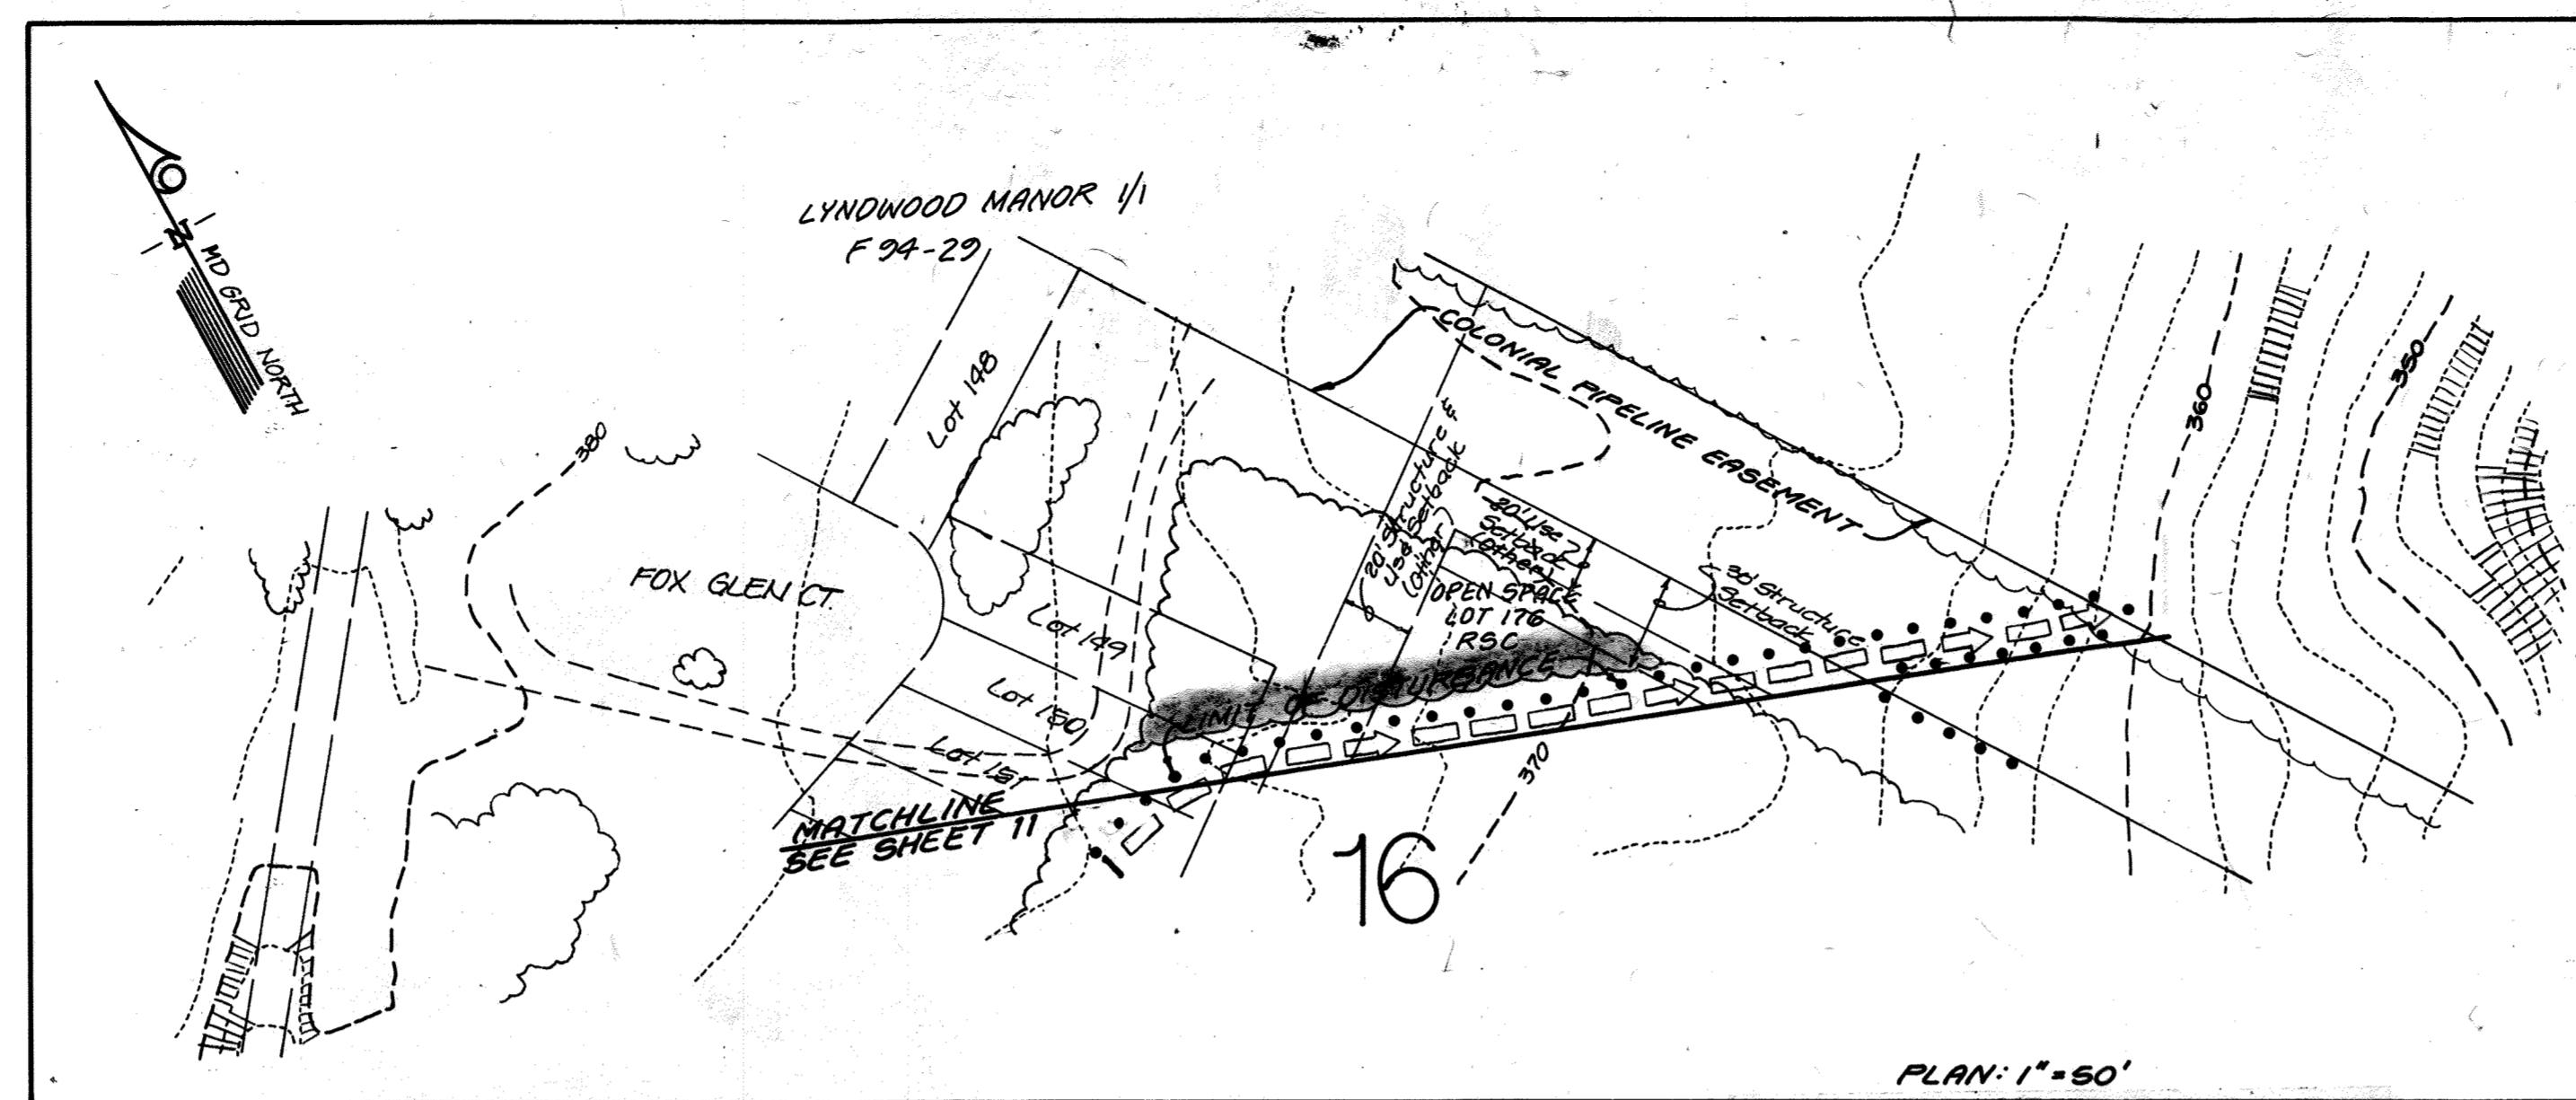 LYNDWOOD MANOR 1/1
F 94-29
MD GRID NORTH
N
COLONIAL PIPELINE EASEMENT
Lot 148
380
360
350
20' Structure &
Use Setback
(other)
20' Use
Setback
(other)
FOX GLEN CT.
OPEN SPACE
LOT 176
RSC
30' Structure
Setback
Lot 149
Lot 150
Lot 151
LIMIT OF DISTURBANCE
370
MATCHLINE
SEE SHEET 11
16
PLAN: 1"=50'